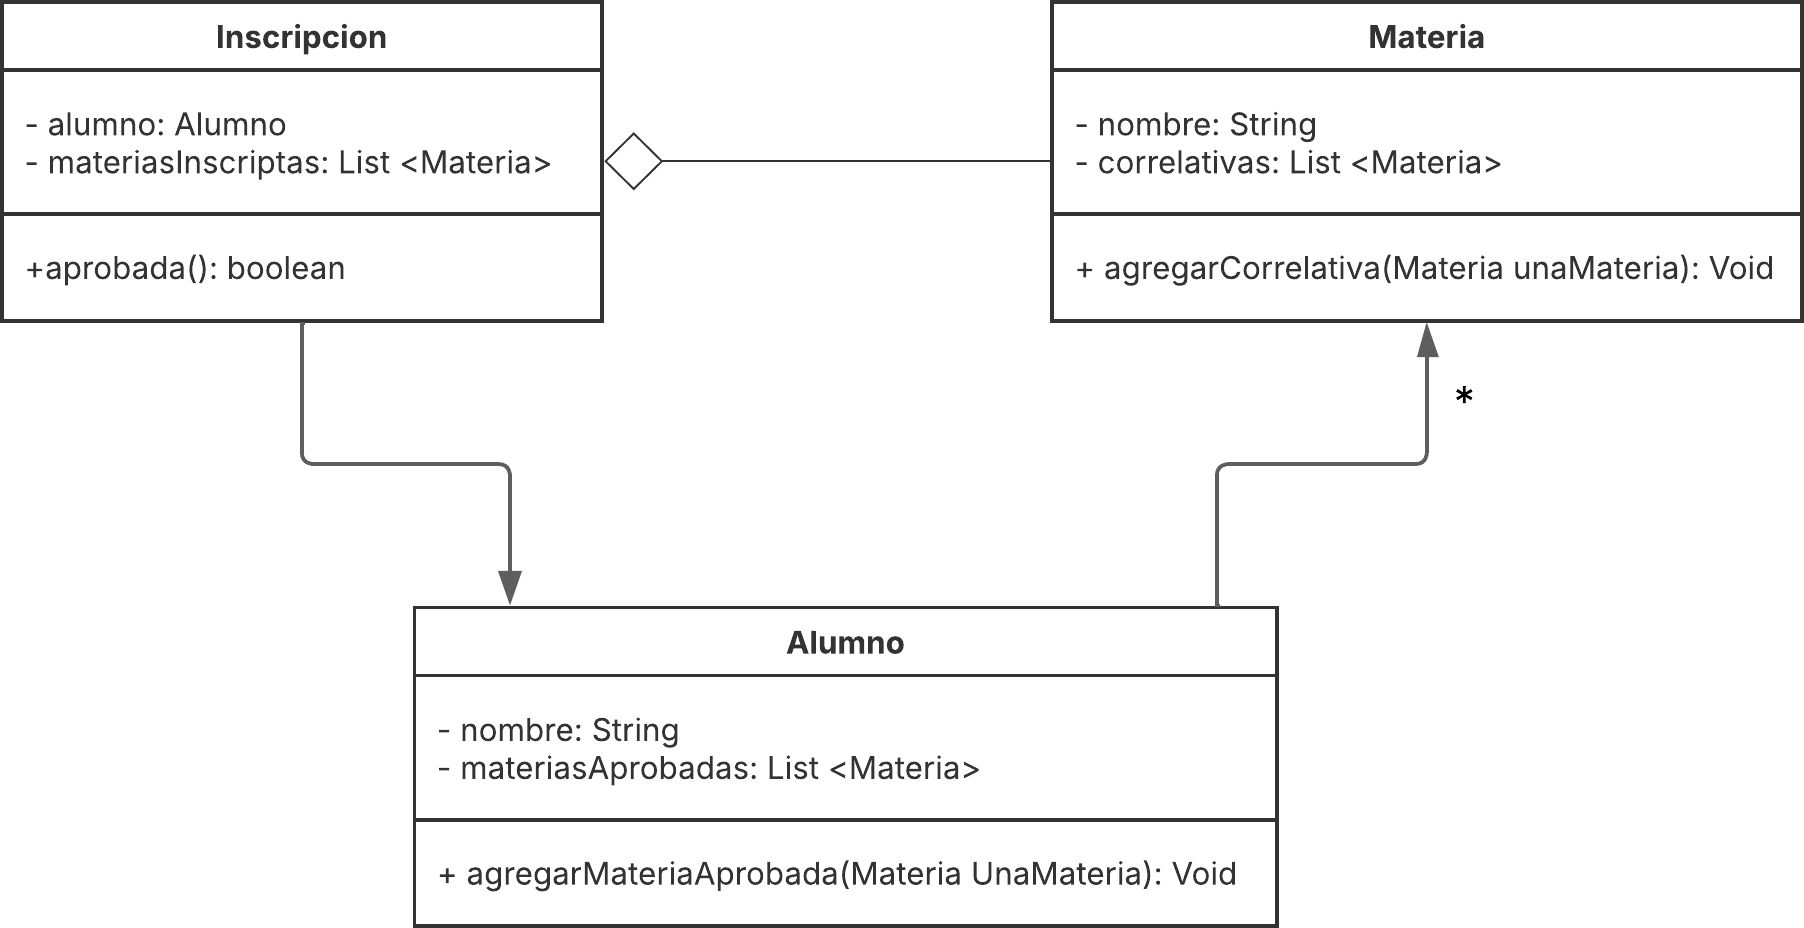 Inscripcion
- alumno: Alumno
- materiasInscriptas: List <Materia>
+aprobada(): boolean
Materia
- nombre: String
- correlativas: List <Materia>
+ agregarCorrelativa(Materia unaMateria): Void
*
Alumno
- nombre: String
- materiasAprobadas: List <Materia>
+ agregarMateriaAprobada(Materia UnaMateria): Void